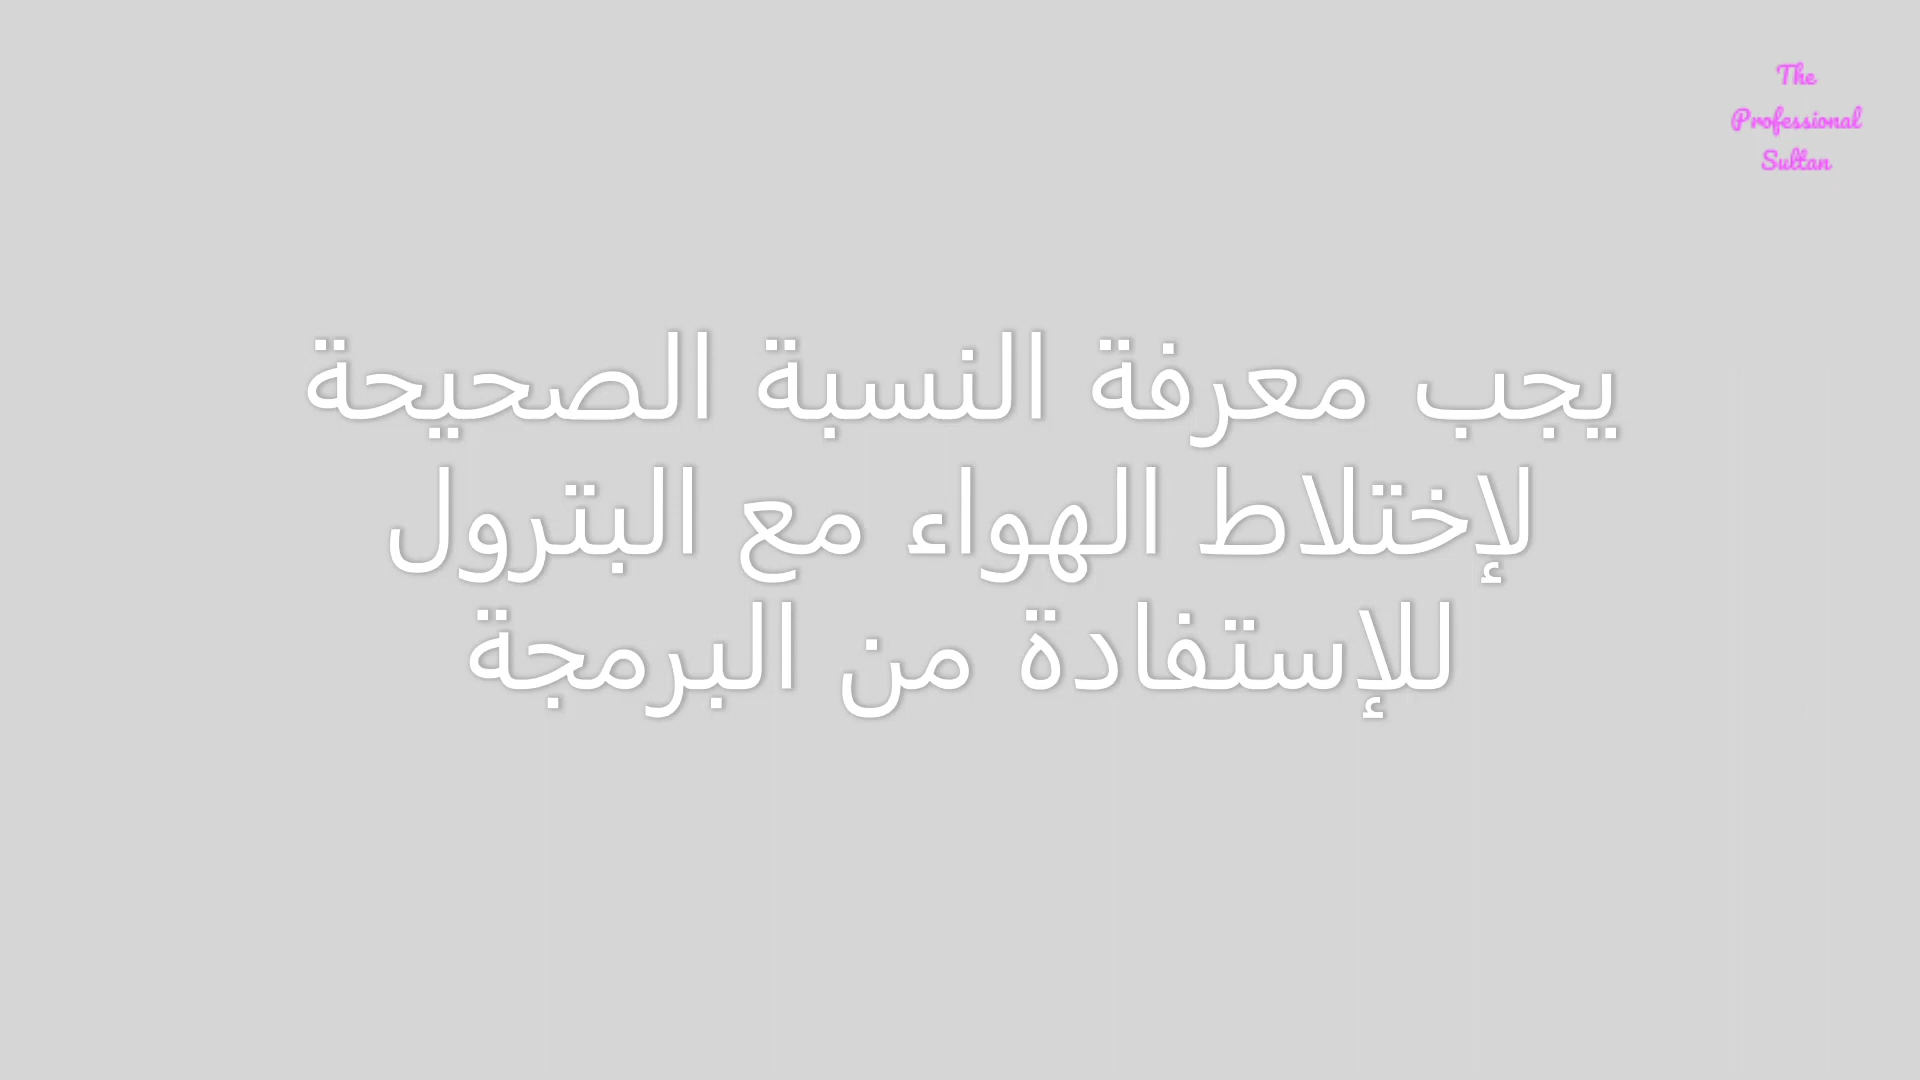 The
Professional
Sultan
يجب معرفة النسبة الصحيحة
لإختلاط الهواء مع البترول
للإستفادة من البرمجة